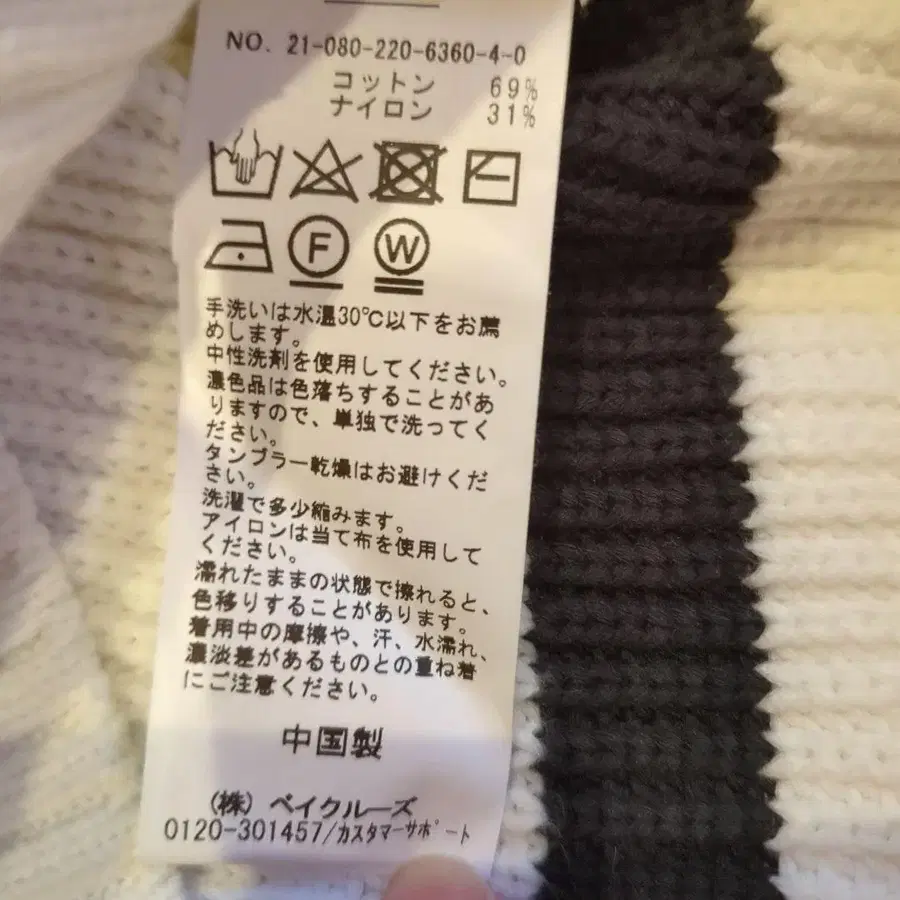 NO. 21-080-220-6360-4-0
コットン 69%
ナイロン 31%
F W
手洗いは水温30℃以下をお薦
めします。
中性洗剤を使用してください。
濃色品は色落ちすることがあ
りますので、単独で洗ってく
ださい。
タンブラー乾燥はお避けくだ
さい。
洗濯で多少縮みます。
アイロンは当て布を使用して
ください。
濡れたままの状態で擦れると、
色移りすることがあります。
着用中の摩擦や、汗、水濡れ、
濃淡差があるものとの重ね着
にご注意ください。
中国製
(株) ベイクルーズ
0120-301457/カスタマーサポート